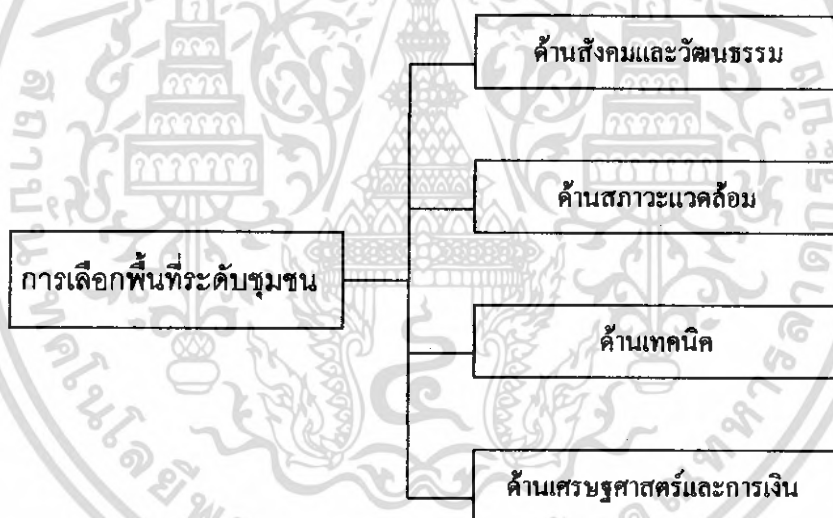 ด้านสังคมและวัฒนธรรม
ด้านสภาวะแวดล้อม
การเลือกพื้นที่ระดับชุมชน
ด้านเทคนิค
ด้านเศรษฐศาสตร์และการเงิน